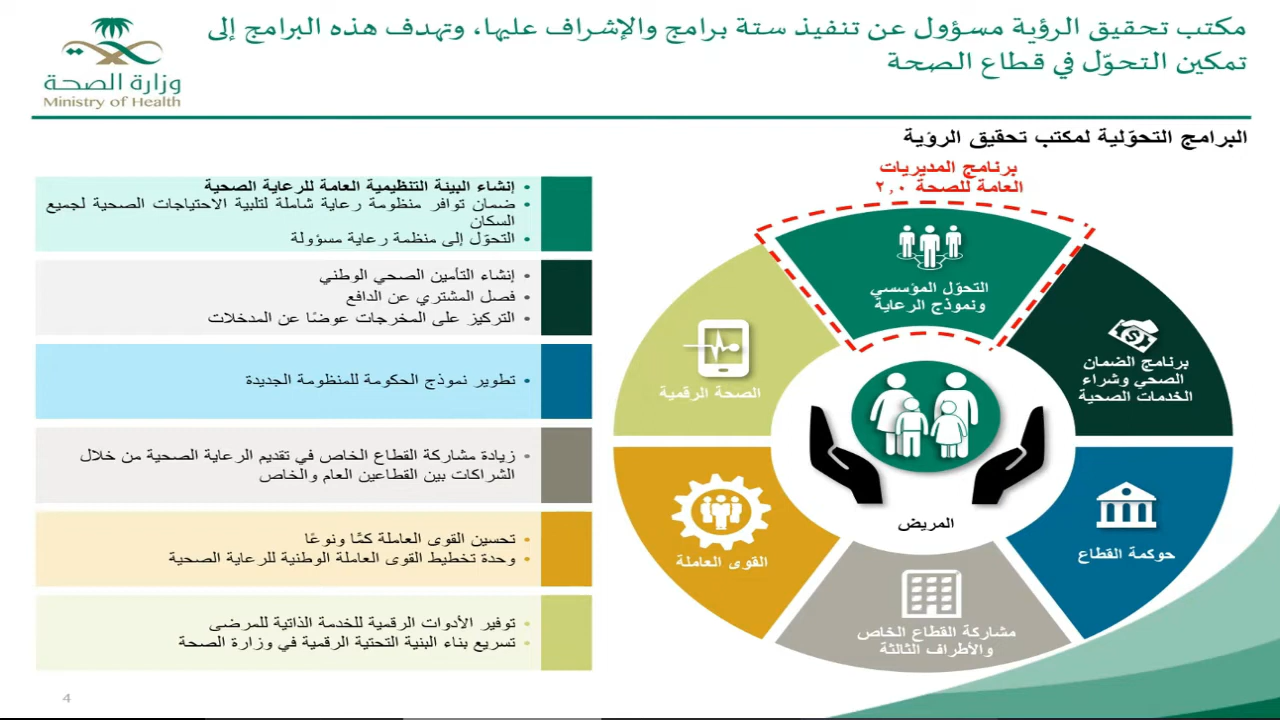 مكتب تحقيق الرؤية مسؤول عن تنفيذ ستة برامج والإشراف عليها، وتهدف هذه البرامج إلى
تمكين التحوّل في قطاع الصحة
وزارة الصحة
Ministry of Health
البرامج التحوّلية لمكتب تحقيق الرؤية
برنامج المديريات
العامة للصحة ٢,٠
التحوّل المؤسسي
ونموذج الرعاية
برنامج الضمان
الصحي وشراء
الخدمات الصحية
حوكمة القطاع
مشاركة القطاع الخاص
والأطراف الثالثة
القوى العاملة
الصحة الرقمية
المريض
• إنشاء البيئة التنظيمية العامة للرعاية الصحية
• ضمان توافر منظومة رعاية شاملة لتلبية الاحتياجات الصحية لجميع
السكان
• التحوّل إلى منظمة رعاية مسؤولة
• إنشاء التأمين الصحي الوطني
• فصل المشتري عن الدافع
• التركيز على المخرجات عوضًا عن المدخلات
• تطوير نموذج الحكومة للمنظومة الجديدة
• زيادة مشاركة القطاع الخاص في تقديم الرعاية الصحية من خلال
الشراكات بين القطاعين العام والخاص
• تحسين القوى العاملة كمًا ونوعًا
• وحدة تخطيط القوى العاملة الوطنية للرعاية الصحية
• توفير الأدوات الرقمية للخدمة الذاتية للمرضى
• تسريع بناء البنية التحتية الرقمية في وزارة الصحة
4